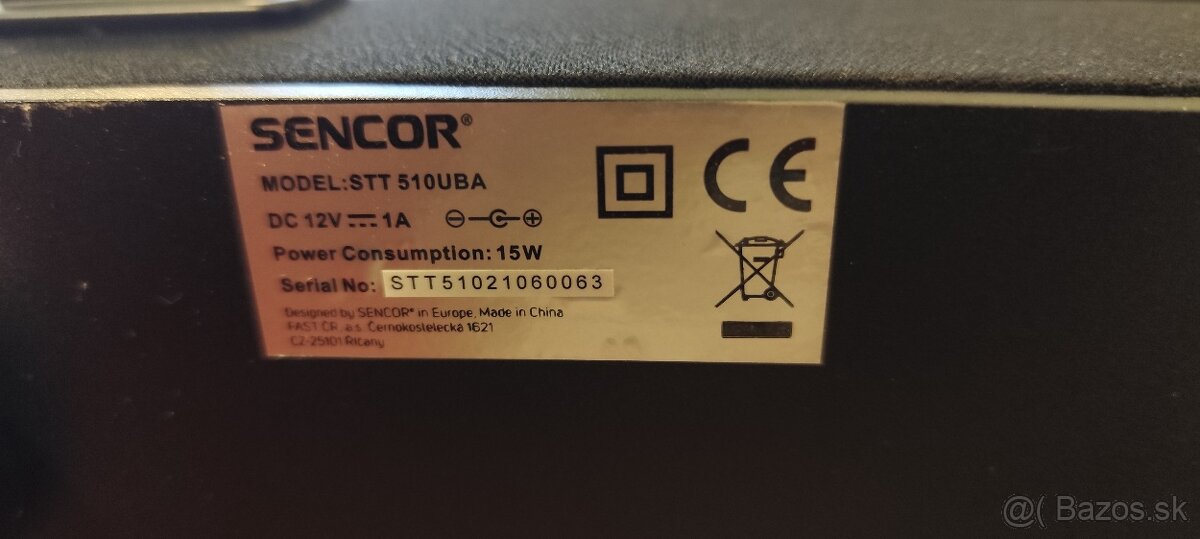 SENCOR®
MODEL:STT 510UBA
DC 12V ⎓ 1A
Power Consumption: 15W
Serial No: STT51021060063
Designed by SENCOR® in Europe, Made in China
FAST ČR, a.s. Černokostelecká 1621
CZ-25101 Říčany
CE
@( Bazos.sk